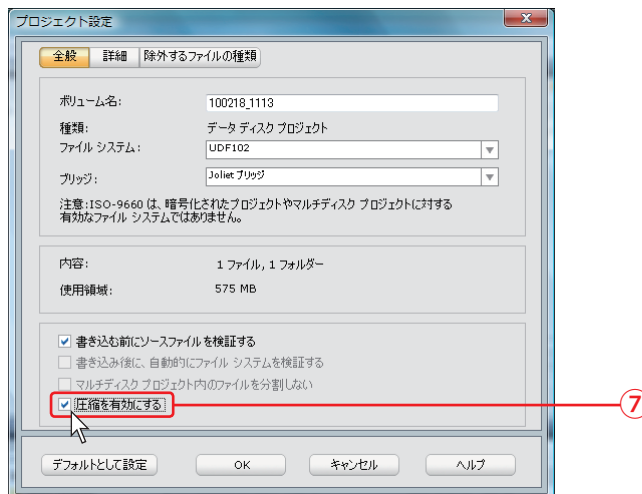 プロジェクト設定
全般 詳細 除外するファイルの種類
ボリューム名: 100218_1113
種類: データ ディスク プロジェクト
ファイル システム: UDF102
ブリッジ: Joliet ブリッジ
注意:ISO-9660 は、暗号化されたプロジェクトやマルチディスク プロジェクトに対する
有効なファイル システムではありません。
内容: 1 ファイル, 1 フォルダー
使用領域: 575 MB
書き込む前にソースファイルを検証する
書き込み後に、自動的にファイル システムを検証する
マルチディスク プロジェクト内のファイルを分割しない
圧縮を有効にする
⑦
デフォルトとして設定 OK キャンセル ヘルプ